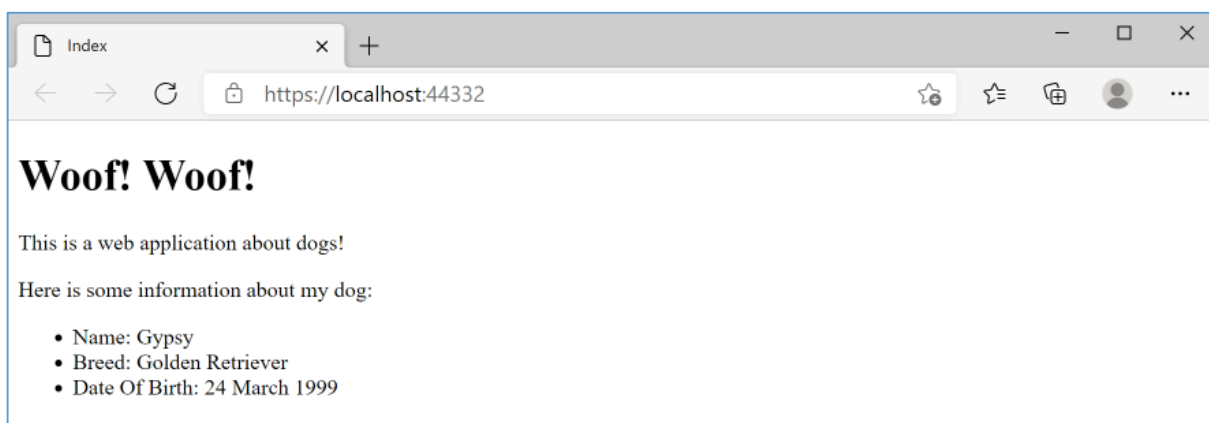 Index
https://localhost:44332
Woof! Woof!
This is a web application about dogs!
Here is some information about my dog:
• Name: Gypsy
• Breed: Golden Retriever
• Date Of Birth: 24 March 1999